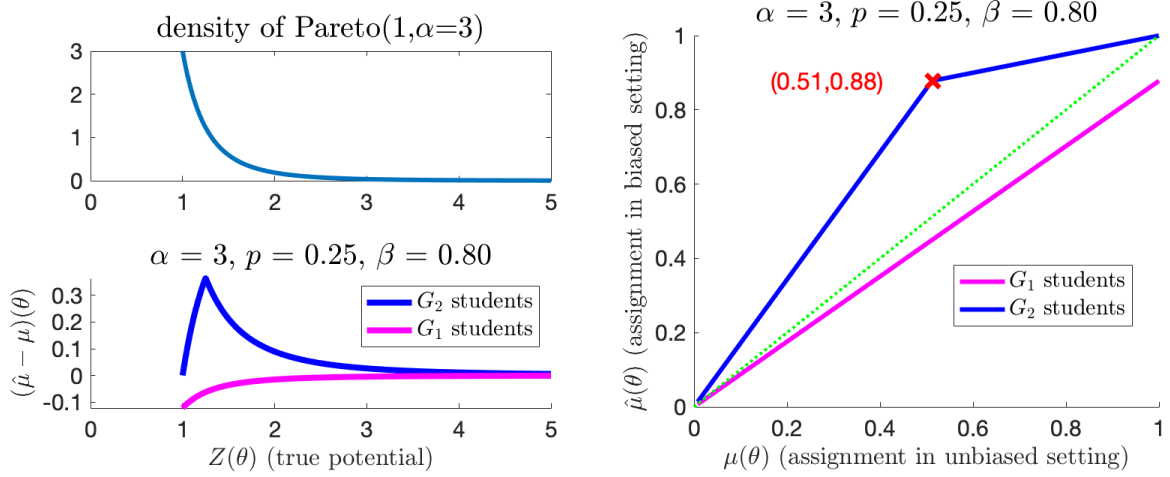 density of Pareto(1,α=3)
3
2
1
0
0 1 2 3 4 5
α = 3, p = 0.25, β = 0.80
(μ̂ − μ)(θ)
0.3
0.2
0.1
0
-0.1
G₂ students
G₁ students
0 1 2 3 4 5
Z(θ) (true potential)
α = 3, p = 0.25, β = 0.80
μ̂(θ) (assignment in biased setting)
1
0.8
0.6
0.4
0.2
0
(0.51,0.88)
G₁ students
G₂ students
0 0.2 0.4 0.6 0.8 1
μ(θ) (assignment in unbiased setting)